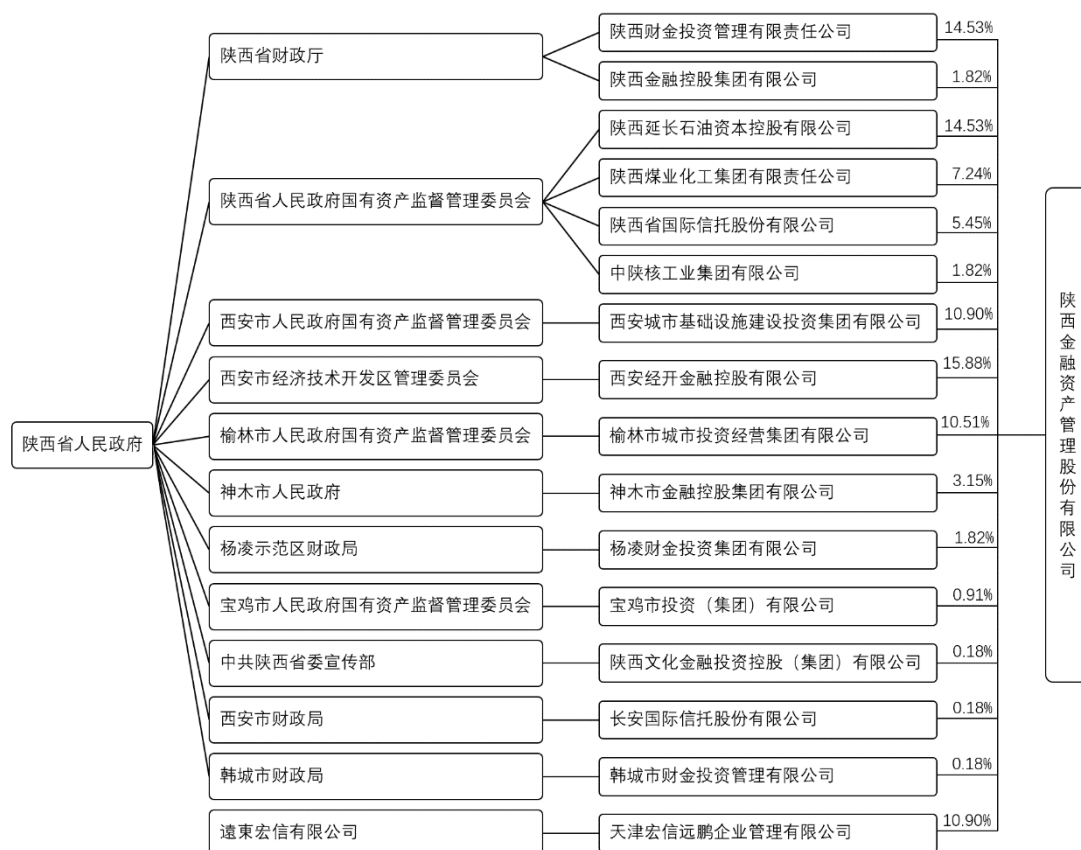 陕西省人民政府
陕西省财政厅
陕西省人民政府国有资产监督管理委员会
西安市人民政府国有资产监督管理委员会
西安市经济技术开发区管理委员会
榆林市人民政府国有资产监督管理委员会
神木市人民政府
杨凌示范区财政局
宝鸡市人民政府国有资产监督管理委员会
中共陕西省委宣传部
西安市财政局
韩城市财政局
遠東宏信有限公司
陕西财金投资管理有限责任公司
14.53%
陕西金融控股集团有限公司
1.82%
陕西延长石油资本控股有限公司
14.53%
陕西煤业化工集团有限责任公司
7.24%
陕西省国际信托股份有限公司
5.45%
中陕核工业集团有限公司
1.82%
西安城市基础设施建设投资集团有限公司
10.90%
西安经开金融控股有限公司
15.88%
榆林市城市投资经营集团有限公司
10.51%
神木市金融控股集团有限公司
3.15%
杨凌财金投资集团有限公司
1.82%
宝鸡市投资（集团）有限公司
0.91%
陕西文化金融投资控股（集团）有限公司
0.18%
长安国际信托股份有限公司
0.18%
韩城市财金投资管理有限公司
0.18%
天津宏信远鹏企业管理有限公司
10.90%
陕西金融资产管理股份有限公司